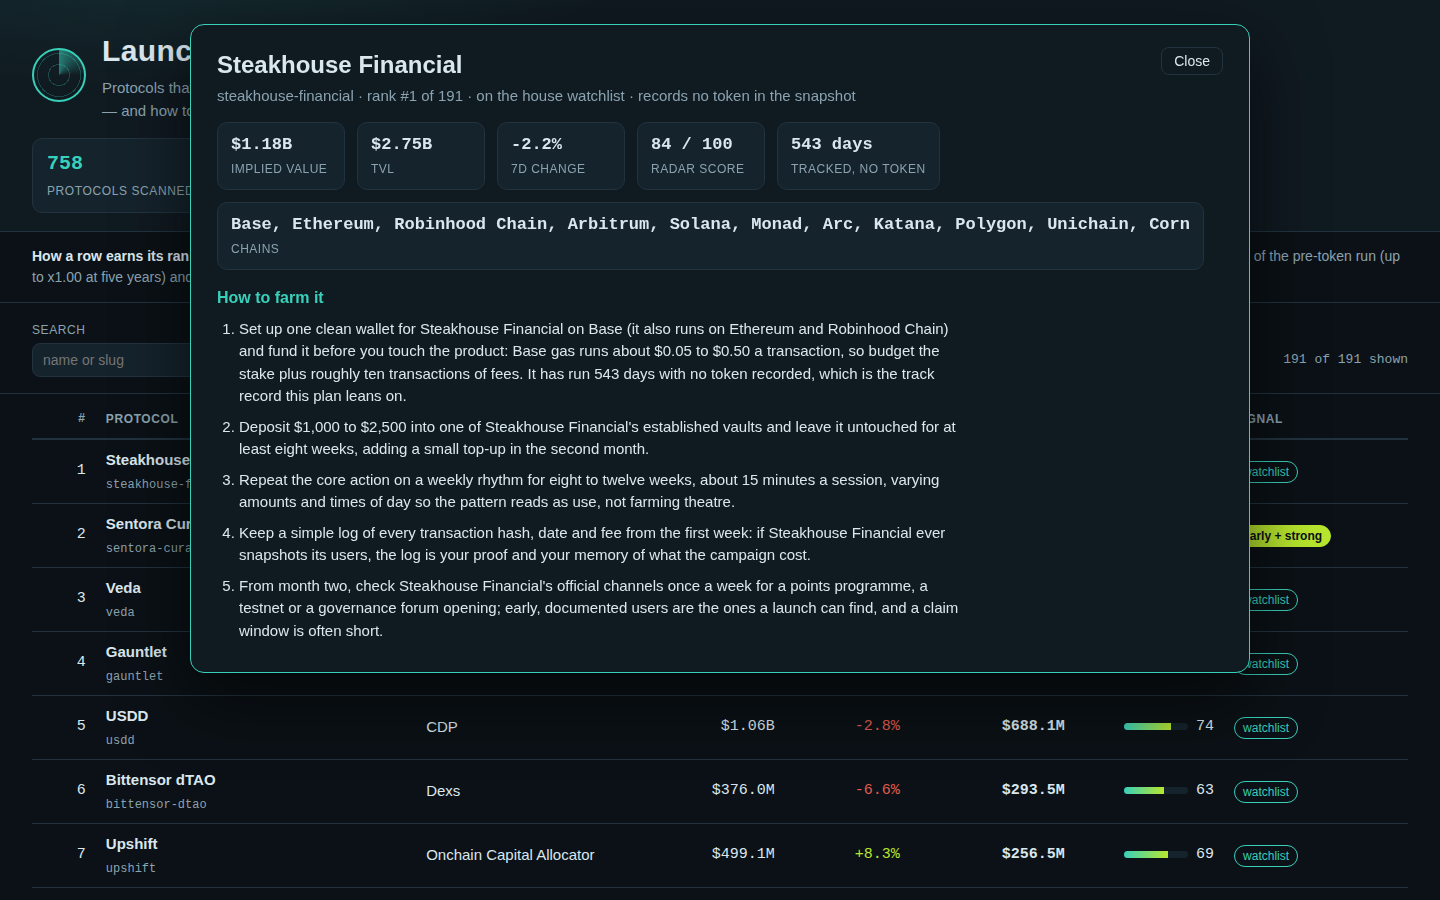 Launc
Protocols tha
— and how to
758
PROTOCOLS SCANNED
How a row earns its ran
of the pre-token run (up
to x1.00 at five years) and
SEARCH
name or slug
191 of 191 shown
Steakhouse Financial
Close
steakhouse-financial · rank #1 of 191 · on the house watchlist · records no token in the snapshot
$1.18B
IMPLIED VALUE
$2.75B
TVL
-2.2%
7D CHANGE
84 / 100
RADAR SCORE
543 days
TRACKED, NO TOKEN
Base, Ethereum, Robinhood Chain, Arbitrum, Solana, Monad, Arc, Katana, Polygon, Unichain, Corn
CHAINS
How to farm it
1. Set up one clean wallet for Steakhouse Financial on Base (it also runs on Ethereum and Robinhood Chain)
and fund it before you touch the product: Base gas runs about $0.05 to $0.50 a transaction, so budget the
stake plus roughly ten transactions of fees. It has run 543 days with no token recorded, which is the track
record this plan leans on.
2. Deposit $1,000 to $2,500 into one of Steakhouse Financial's established vaults and leave it untouched for at
least eight weeks, adding a small top-up in the second month.
3. Repeat the core action on a weekly rhythm for eight to twelve weeks, about 15 minutes a session, varying
amounts and times of day so the pattern reads as use, not farming theatre.
4. Keep a simple log of every transaction hash, date and fee from the first week: if Steakhouse Financial ever
snapshots its users, the log is your proof and your memory of what the campaign cost.
5. From month two, check Steakhouse Financial's official channels once a week for a points programme, a
testnet or a governance forum opening; early, documented users are the ones a launch can find, and a claim
window is often short.
# PROTOCOL GNAL
1 Steakhouse watchlist
steakhouse-f
2 Sentora Cur arly + strong
sentora-cura
3 Veda watchlist
veda
4 Gauntlet watchlist
gauntlet
5 USDD CDP $1.06B -2.8% $688.1M 74 watchlist
usdd
6 Bittensor dTAO Dexs $376.0M -6.6% $293.5M 63 watchlist
bittensor-dtao
7 Upshift Onchain Capital Allocator $499.1M +8.3% $256.5M 69 watchlist
upshift